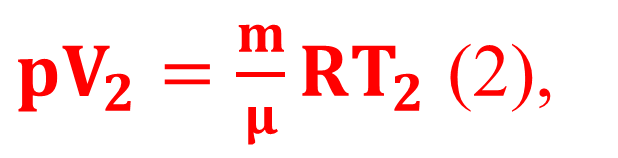 pV₂ = m/μ RT₂ (2),